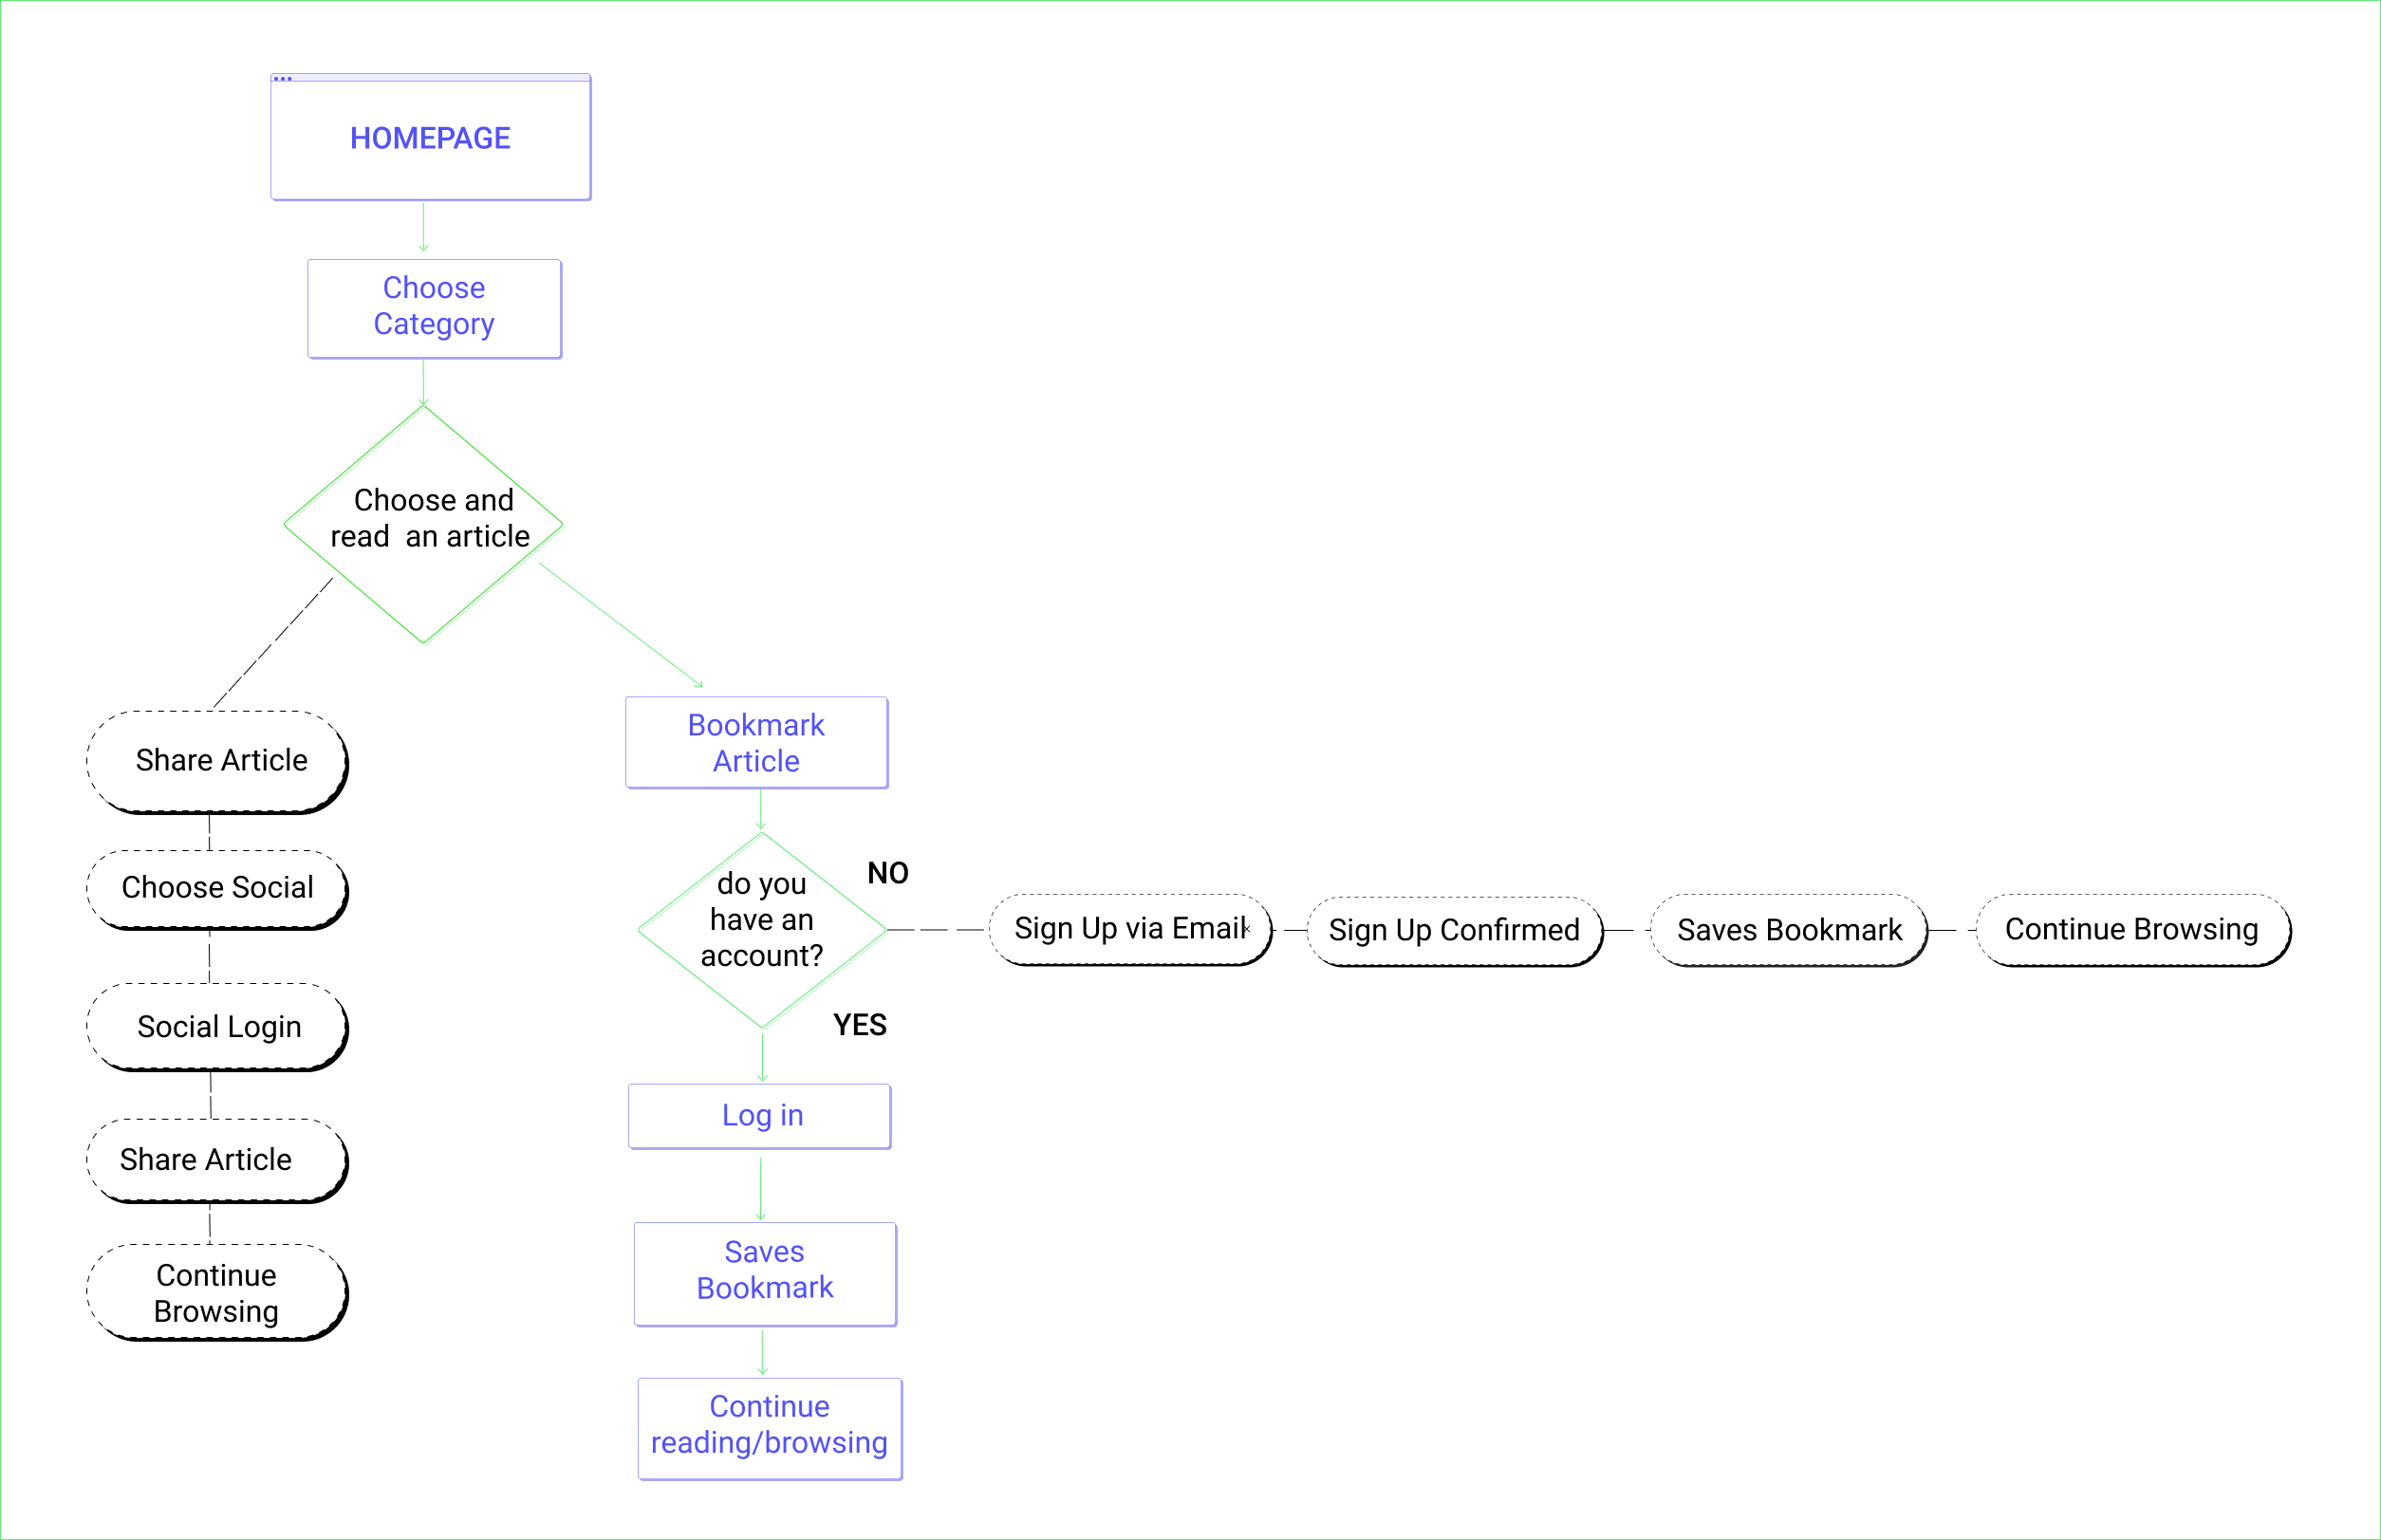 HOMEPAGE
Choose
Category
Choose and
read  an article
Share Article
Choose Social
Social Login
Share Article
Continue
Browsing
Bookmark
Article
do you
have an
account?
NO
Sign Up via Email
Sign Up Confirmed
Saves Bookmark
Continue Browsing
YES
Log in
Saves
Bookmark
Continue
reading/browsing